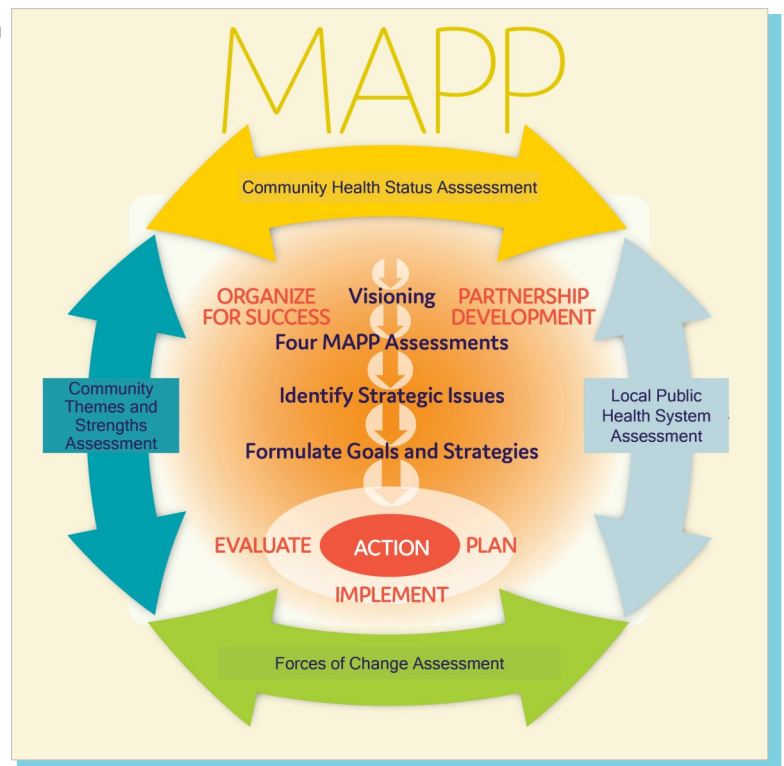 MAPP
Community Health Status Asssessment
ORGANIZE
FOR SUCCESS
Visioning
PARTNERSHIP
DEVELOPMENT
Four MAPP Assessments
Community
Themes and
Strengths
Assessment
Identify Strategic Issues
Local Public
Health System
Assessment
Formulate Goals and Strategies
EVALUATE
ACTION
PLAN
IMPLEMENT
Forces of Change Assessment